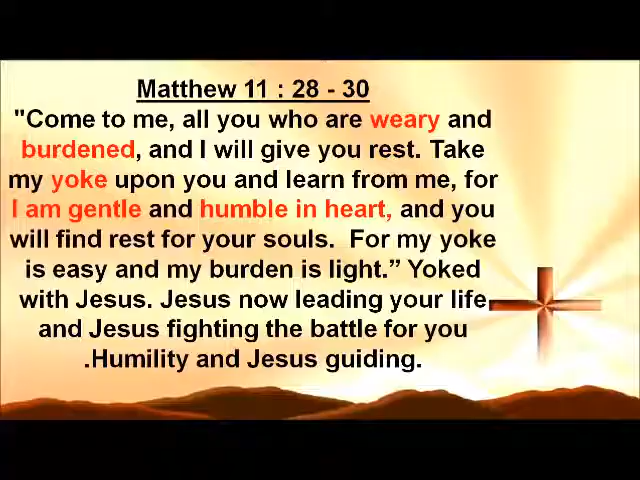 Matthew 11 : 28 - 30
"Come to me, all you who are weary and
burdened, and I will give you rest. Take
my yoke upon you and learn from me, for
I am gentle and humble in heart, and you
will find rest for your souls.  For my yoke
is easy and my burden is light.” Yoked
with Jesus. Jesus now leading your life
and Jesus fighting the battle for you
.Humility and Jesus guiding.